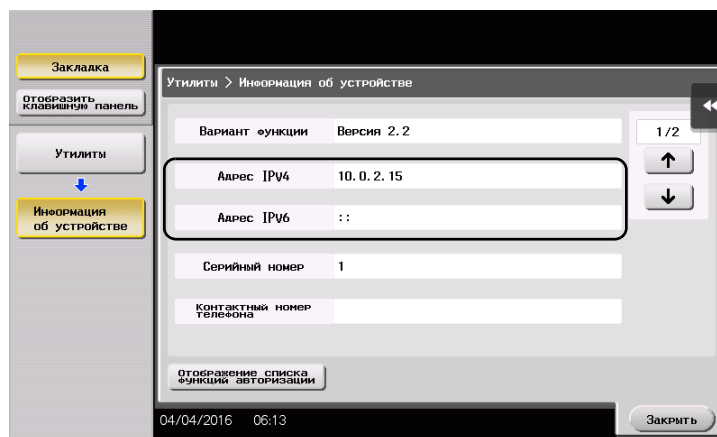 Закладка
Отобразить
клавишную панель
Утилиты
Информация
об устройстве
Утилиты > Информация об устройстве
Вариант функции Версия 2.2
1/2
Адрес IPV4 10.0.2.15
Адрес IPV6 ::
Серийный номер 1
Контактный номер
телефона
Отображение списка
функций авторизации
04/04/2016 06:13
Закрыть